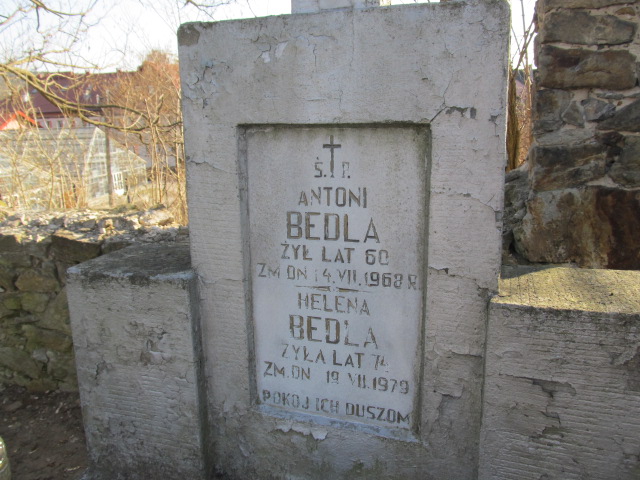 Ś. † P.
ANTONI
BEDLA
ŻYŁ LAT 60
ZM DN 14.VII.1968 R
HELENA
BEDLA
ŻYŁA LAT 74
ZM. DN 19 VII.1979
POKÓJ ICH DUSZOM